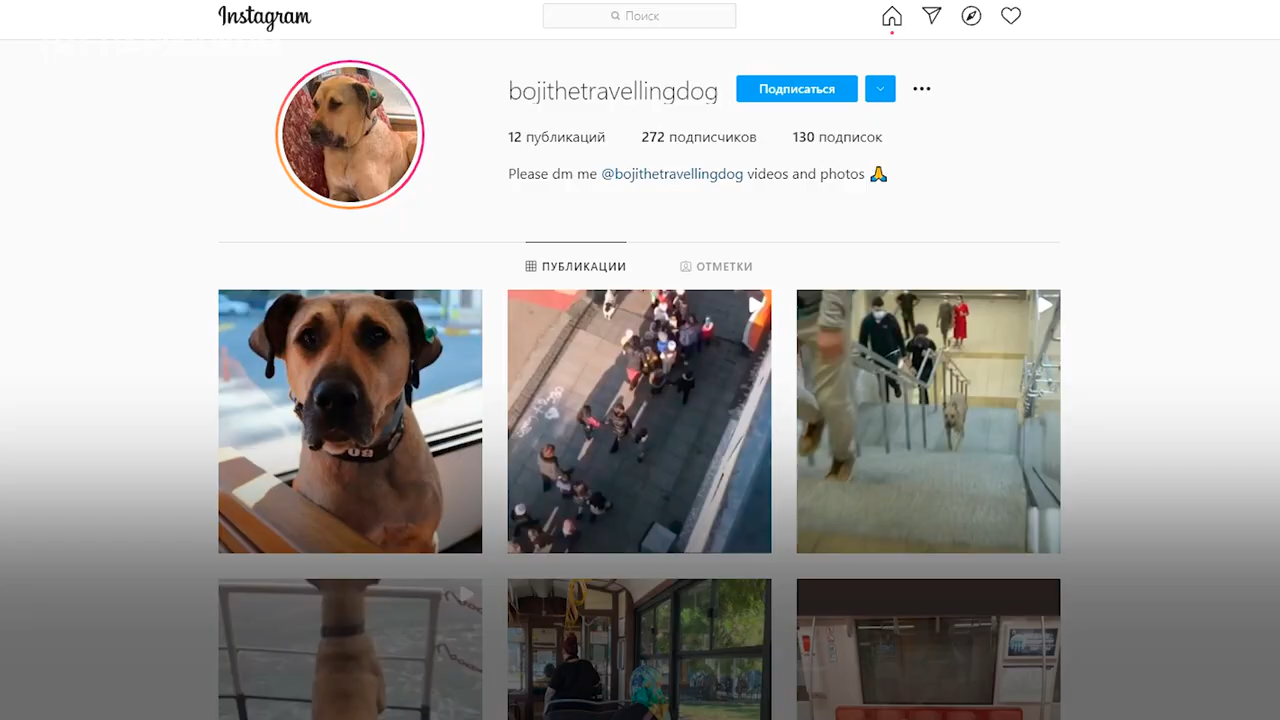 Instagram
Поиск
bojithetravellingdog
Подписаться
12 публикаций 272 подписчиков 130 подписок
Please dm me @bojithetravellingdog videos and photos 🙏
ПУБЛИКАЦИИ ОТМЕТКИ